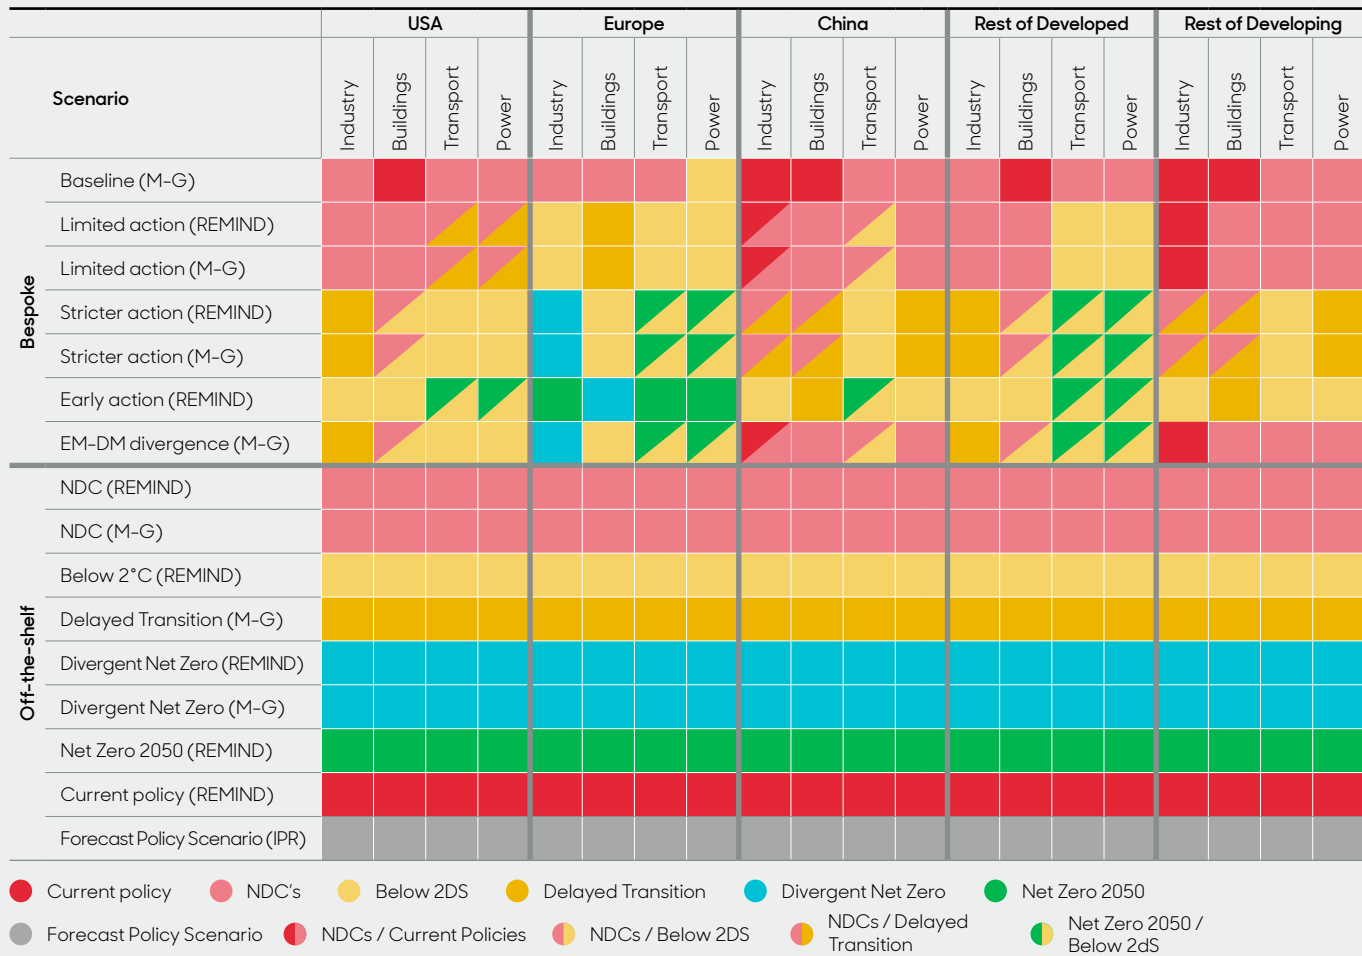 USA Europe China Rest of Developed Rest of Developing
Scenario
Industry Buildings Transport Power Industry Buildings Transport Power Industry Buildings Transport Power Industry Buildings Transport Power Industry Buildings Transport Power
Bespoke
Baseline (M-G)
Limited action (REMIND)
Limited action (M-G)
Stricter action (REMIND)
Stricter action (M-G)
Early action (REMIND)
EM-DM divergence (M-G)
Off-the-shelf
NDC (REMIND)
NDC (M-G)
Below 2°C (REMIND)
Delayed Transition (M-G)
Divergent Net Zero (REMIND)
Divergent Net Zero (M-G)
Net Zero 2050 (REMIND)
Current policy (REMIND)
Forecast Policy Scenario (IPR)
Current policy NDC's Below 2DS Delayed Transition Divergent Net Zero Net Zero 2050
Forecast Policy Scenario NDCs / Current Policies NDCs / Below 2DS NDCs / Delayed
Transition
Net Zero 2050 /
Below 2dS